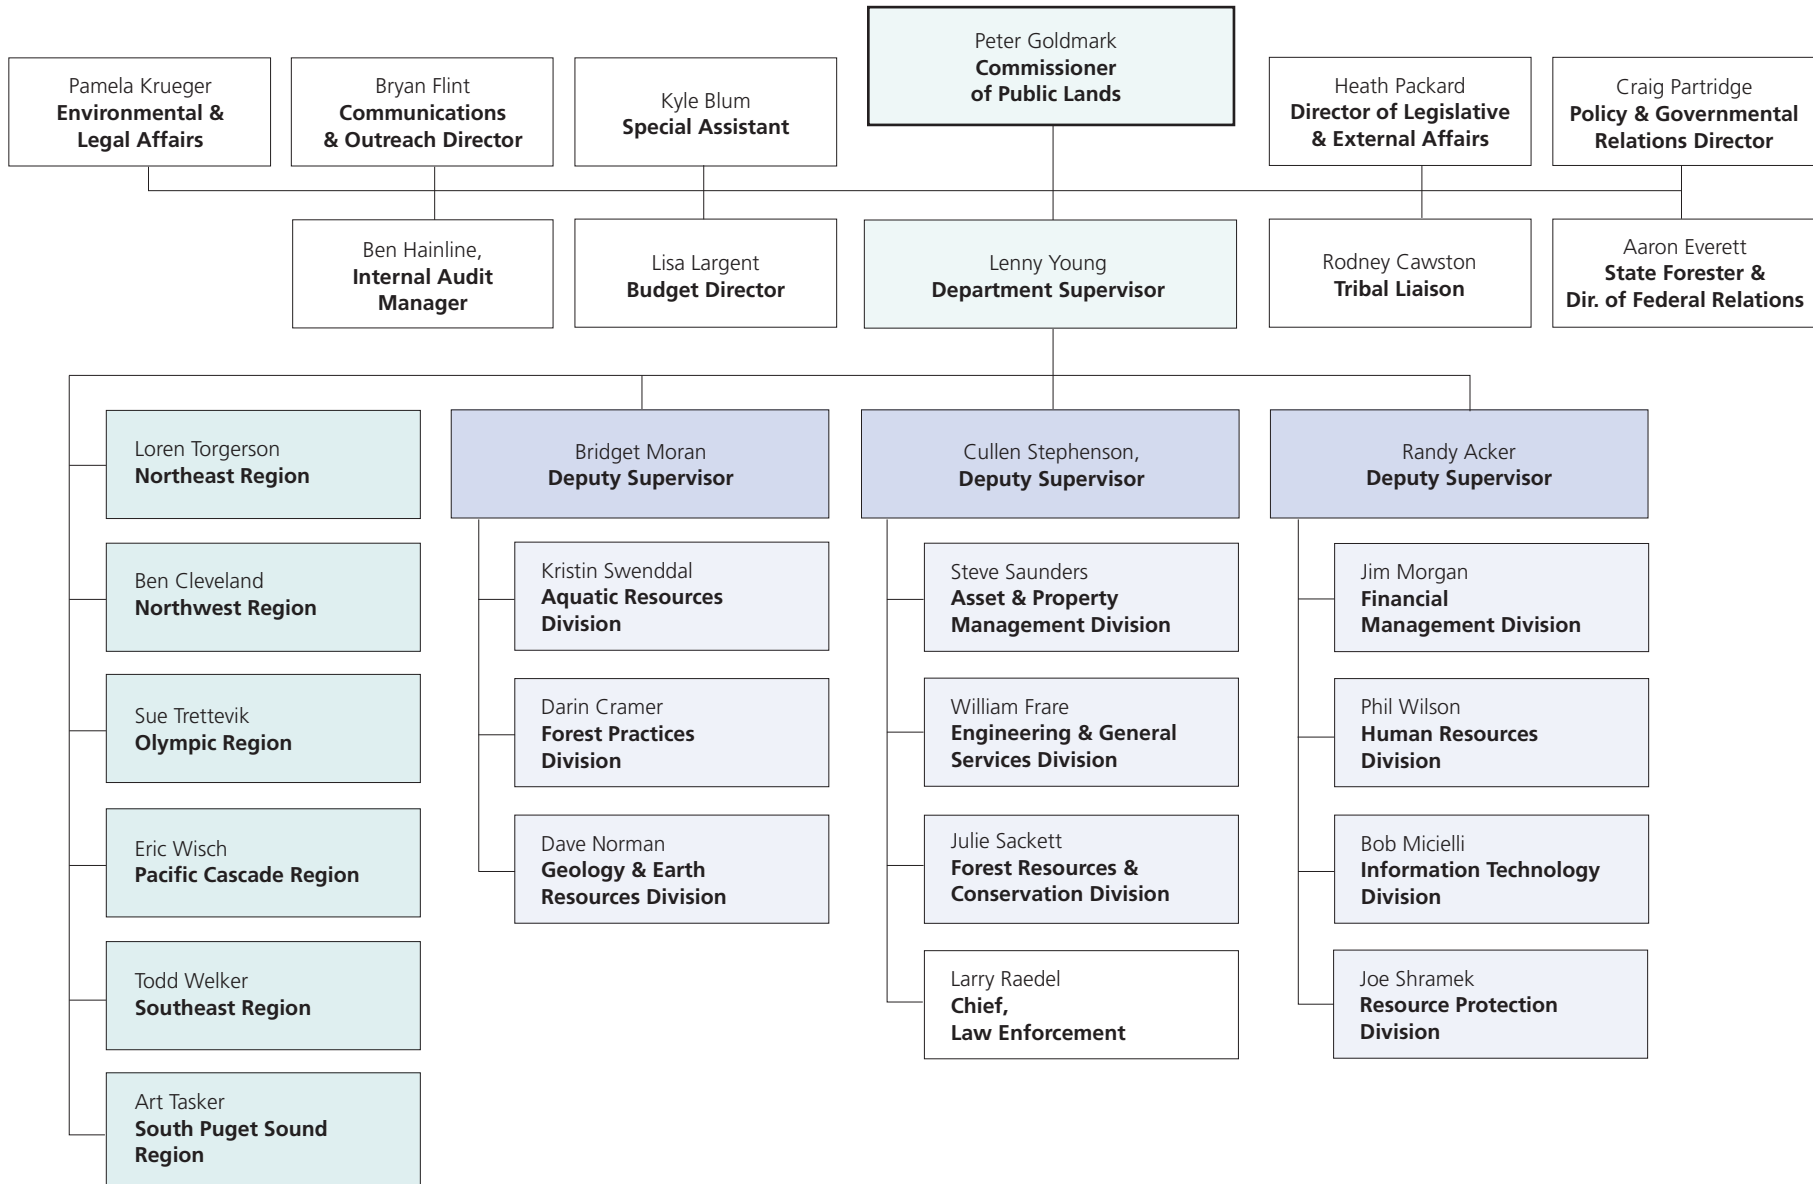 Peter Goldmark
Commissioner
of Public Lands
Pamela Krueger
Environmental &
Legal Affairs
Bryan Flint
Communications
& Outreach Director
Kyle Blum
Special Assistant
Heath Packard
Director of Legislative
& External Affairs
Craig Partridge
Policy & Governmental
Relations Director
Ben Hainline,
Internal Audit
Manager
Lisa Largent
Budget Director
Lenny Young
Department Supervisor
Rodney Cawston
Tribal Liaison
Aaron Everett
State Forester &
Dir. of Federal Relations
Loren Torgerson
Northeast Region
Ben Cleveland
Northwest Region
Sue Trettevik
Olympic Region
Eric Wisch
Pacific Cascade Region
Todd Welker
Southeast Region
Art Tasker
South Puget Sound
Region
Bridget Moran
Deputy Supervisor
Kristin Swenddal
Aquatic Resources
Division
Darin Cramer
Forest Practices
Division
Dave Norman
Geology & Earth
Resources Division
Cullen Stephenson,
Deputy Supervisor
Steve Saunders
Asset & Property
Management Division
William Frare
Engineering & General
Services Division
Julie Sackett
Forest Resources &
Conservation Division
Larry Raedel
Chief,
Law Enforcement
Randy Acker
Deputy Supervisor
Jim Morgan
Financial
Management Division
Phil Wilson
Human Resources
Division
Bob Micielli
Information Technology
Division
Joe Shramek
Resource Protection
Division